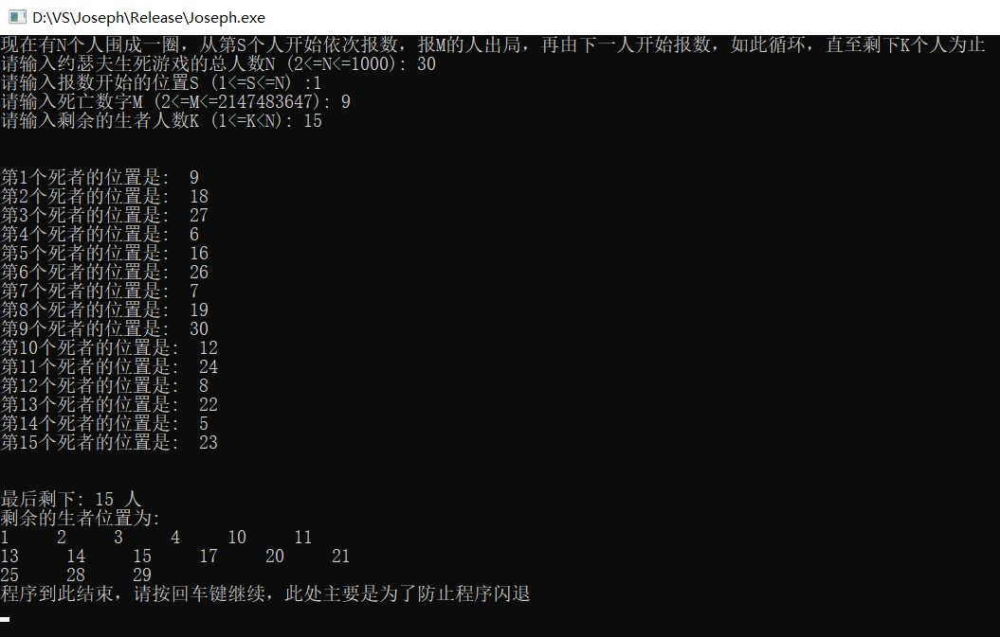 D:\VS\Joseph\Release\Joseph.exe
现在有N个人围成一圈，从第S个人开始依次报数，报M的人出局，再由下一人开始报数，如此循环，直至剩下K个人为止
请输入约瑟夫生死游戏的总人数N (2<=N<=1000): 30
请输入报数开始的位置S (1<=S<=N) :1
请输入死亡数字M (2<=M<=2147483647): 9
请输入剩余的生者人数K (1<=K<N): 15
第1个死者的位置是:  9
第2个死者的位置是:  18
第3个死者的位置是:  27
第4个死者的位置是:  6
第5个死者的位置是:  16
第6个死者的位置是:  26
第7个死者的位置是:  7
第8个死者的位置是:  19
第9个死者的位置是:  30
第10个死者的位置是:  12
第11个死者的位置是:  24
第12个死者的位置是:  8
第13个死者的位置是:  22
第14个死者的位置是:  5
第15个死者的位置是:  23
最后剩下: 15 人
剩余的生者位置为:
1     2     3     4     10     11
13     14     15     17     20     21
25     28     29
程序到此结束，请按回车键继续，此处主要是为了防止程序闪退